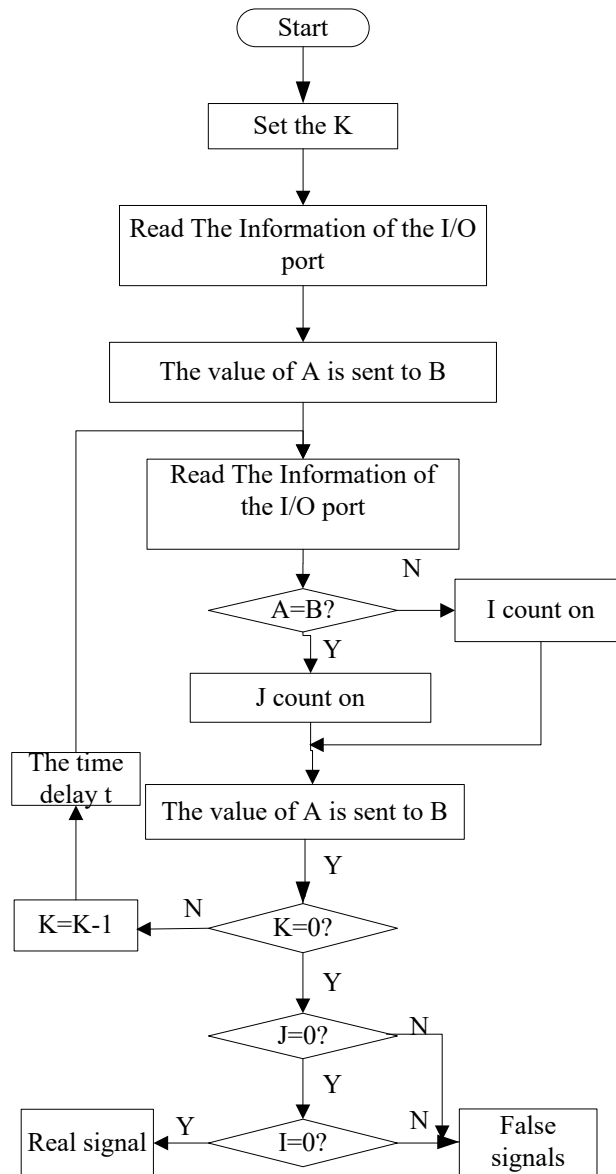 Start
Set the K
Read The Information of the I/O
port
The value of A is sent to B
Read The Information of
the I/O port
N
A=B?
I count on
Y
J count on
The time
delay t
The value of A is sent to B
Y
N
K=K-1
K=0?
Y
N
J=0?
Y
Y
N
Real signal
I=0?
False
signals